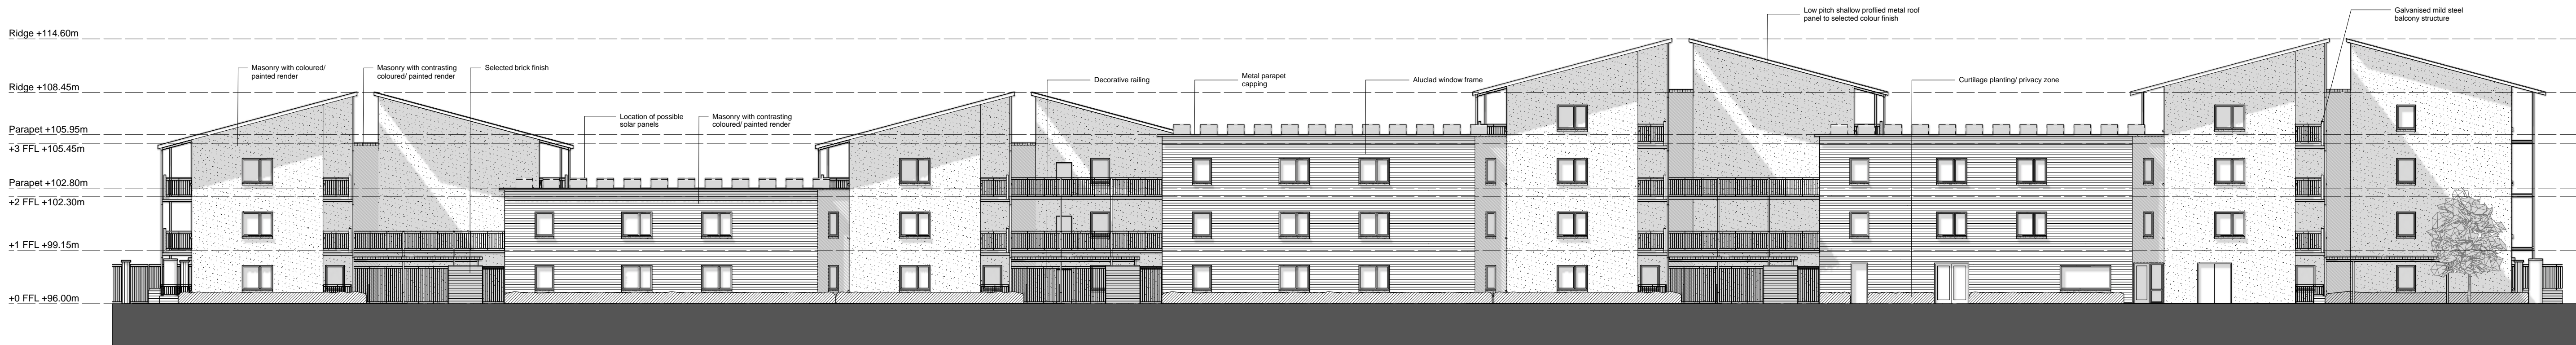 Ridge +114.60m
Ridge +108.45m
Parapet +105.95m
+3 FFL +105.45m
Parapet +102.80m
+2 FFL +102.30m
+1 FFL +99.15m
+0 FFL +96.00m
Masonry with coloured/
painted render
Masonry with contrasting
coloured/ painted render
Selected brick finish
Location of possible
solar panels
Masonry with contrasting
coloured/ painted render
Decorative railing
Metal parapet
capping
Aluclad window frame
Low pitch shallow proflied metal roof
panel to selected colour finish
Curtilage planting/ privacy zone
Galvanised mild steel
balcony structure